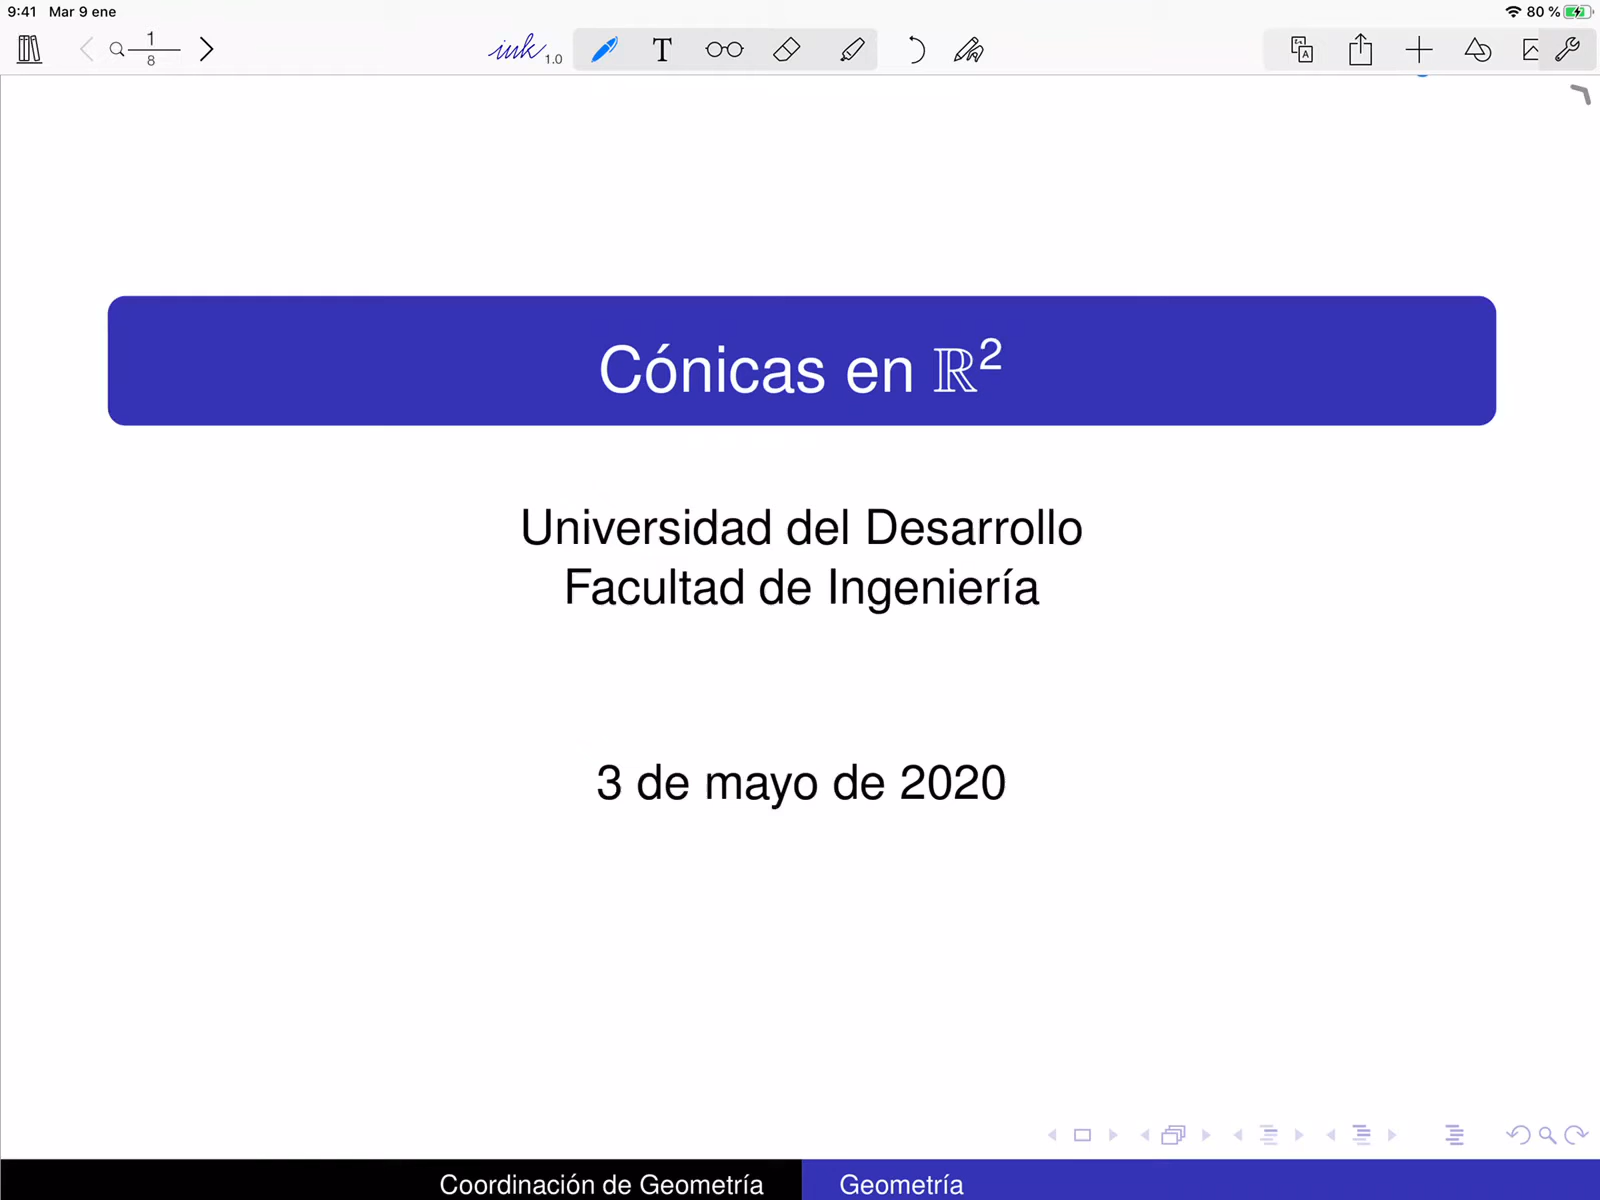 9:41 Mar 9 ene
80 %
1
8
ink 1.0
T
Cónicas en ℝ²
Universidad del Desarrollo
Facultad de Ingeniería
3 de mayo de 2020
Coordinación de Geometría
Geometría